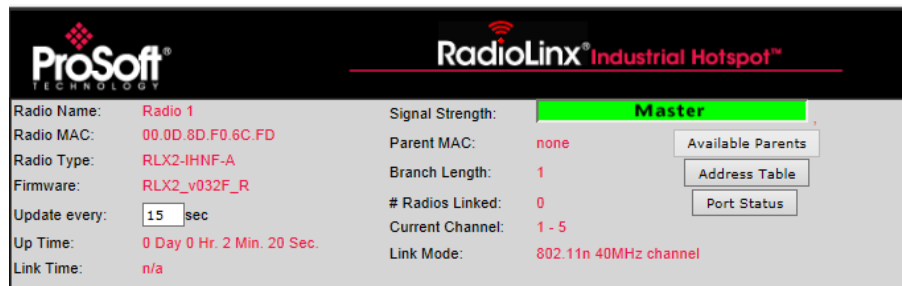 ProSoft®
TECHNOLOGY
RadioLinx® Industrial Hotspot™
Radio Name: Radio 1
Radio MAC: 00.0D.8D.F0.6C.FD
Radio Type: RLX2-IHNF-A
Firmware: RLX2_v032F_R
Update every: 15 sec
Up Time: 0 Day 0 Hr. 2 Min. 20 Sec.
Link Time: n/a
Signal Strength: Master ,
Parent MAC: none Available Parents
Branch Length: 1 Address Table
# Radios Linked: 0 Port Status
Current Channel: 1 - 5
Link Mode: 802.11n 40MHz channel